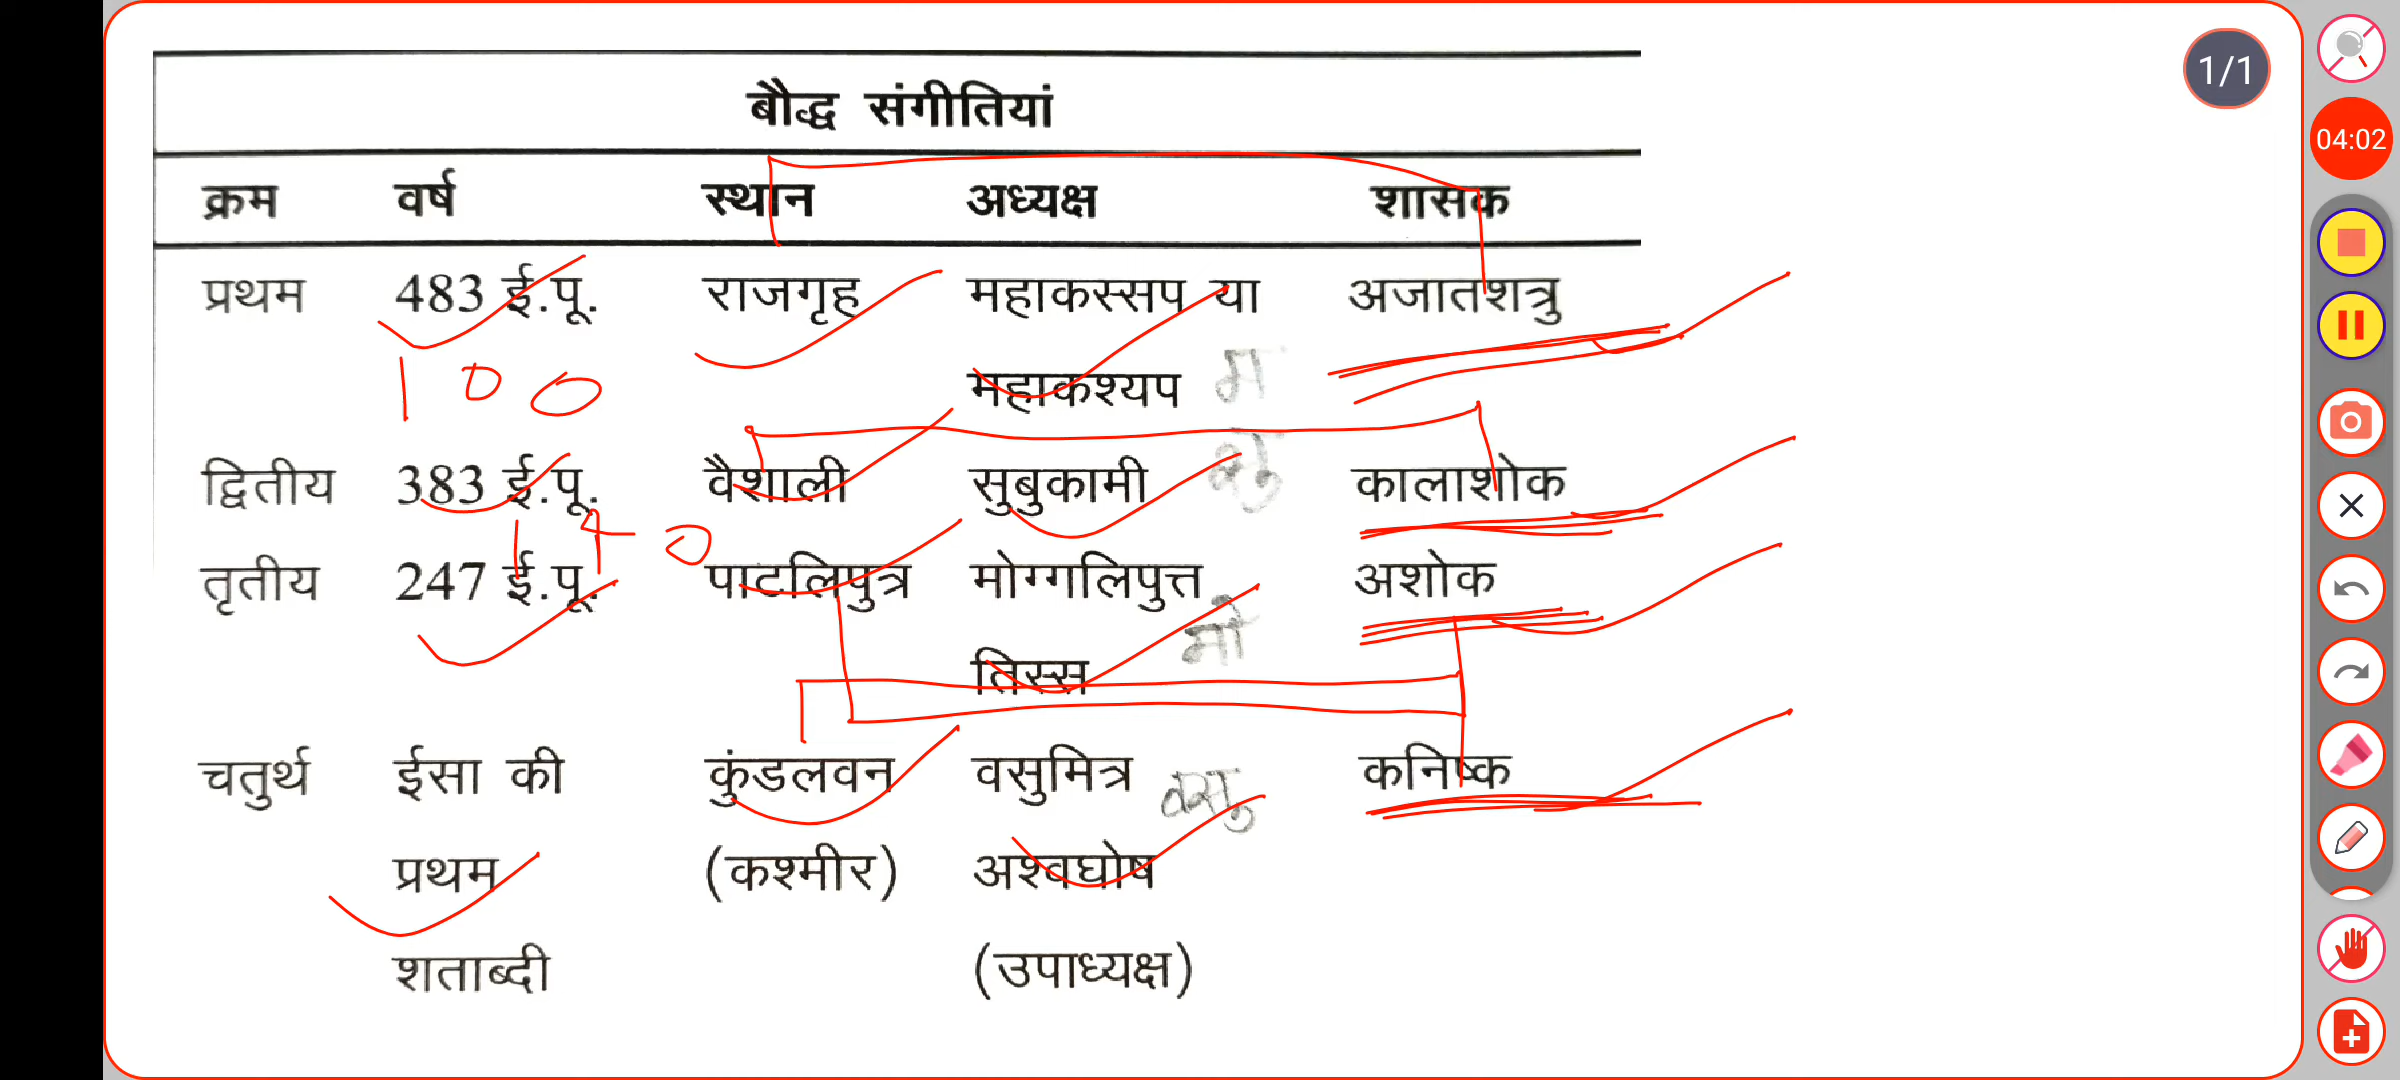 बौद्ध संगीतियां
क्रम वर्ष स्थान अध्यक्ष शासक
प्रथम 483 ई.पू. राजगृह महाकस्सप या अजातशत्रु
100 महाकश्यप म
द्वितीय 383 ई.पू. वैशाली सुबुकामी कालाशोक
तृतीय 247 ई.पू. पाटलिपुत्र मोग्गलिपुत्त अशोक
तिस्स मो
चतुर्थ ईसा की कुंडलवन वसुमित्र वसु कनिष्क
प्रथम (कश्मीर) अश्वघोष
शताब्दी (उपाध्यक्ष)
1/1
04:02